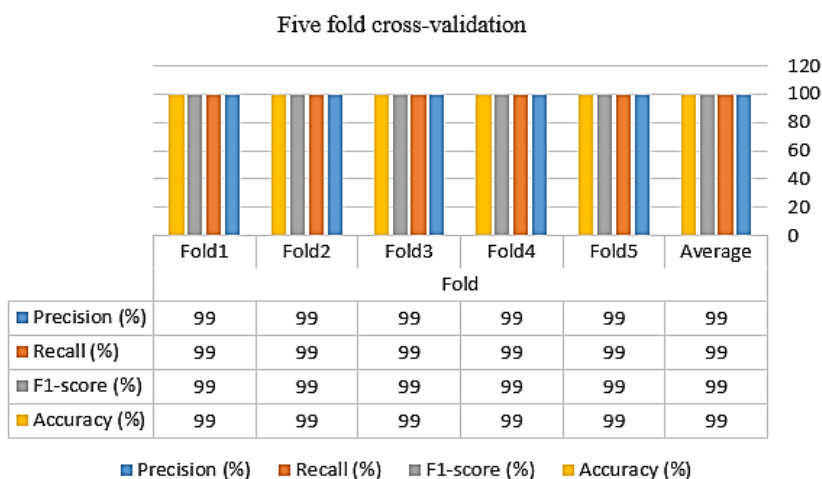 Five fold cross-validation
120
100
80
60
40
20
0
Fold1 Fold2 Fold3 Fold4 Fold5 Average
Fold
Precision (%) 99 99 99 99 99 99
Recall (%) 99 99 99 99 99 99
F1-score (%) 99 99 99 99 99 99
Accuracy (%) 99 99 99 99 99 99
Precision (%) Recall (%) F1-score (%) Accuracy (%)